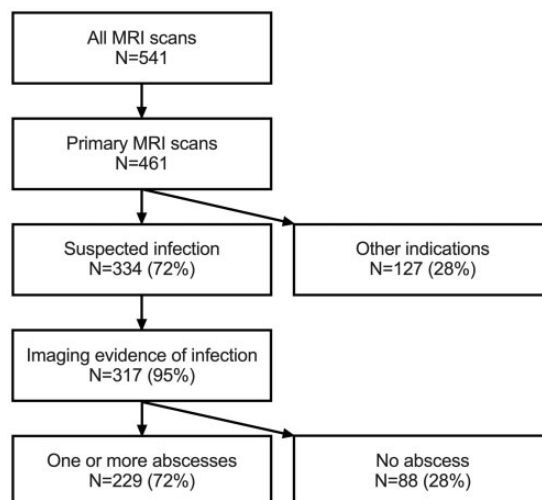 All MRI scans
N=541
Primary MRI scans
N=461
Suspected infection
N=334 (72%)
Other indications
N=127 (28%)
Imaging evidence of infection
N=317 (95%)
One or more abscesses
N=229 (72%)
No abscess
N=88 (28%)